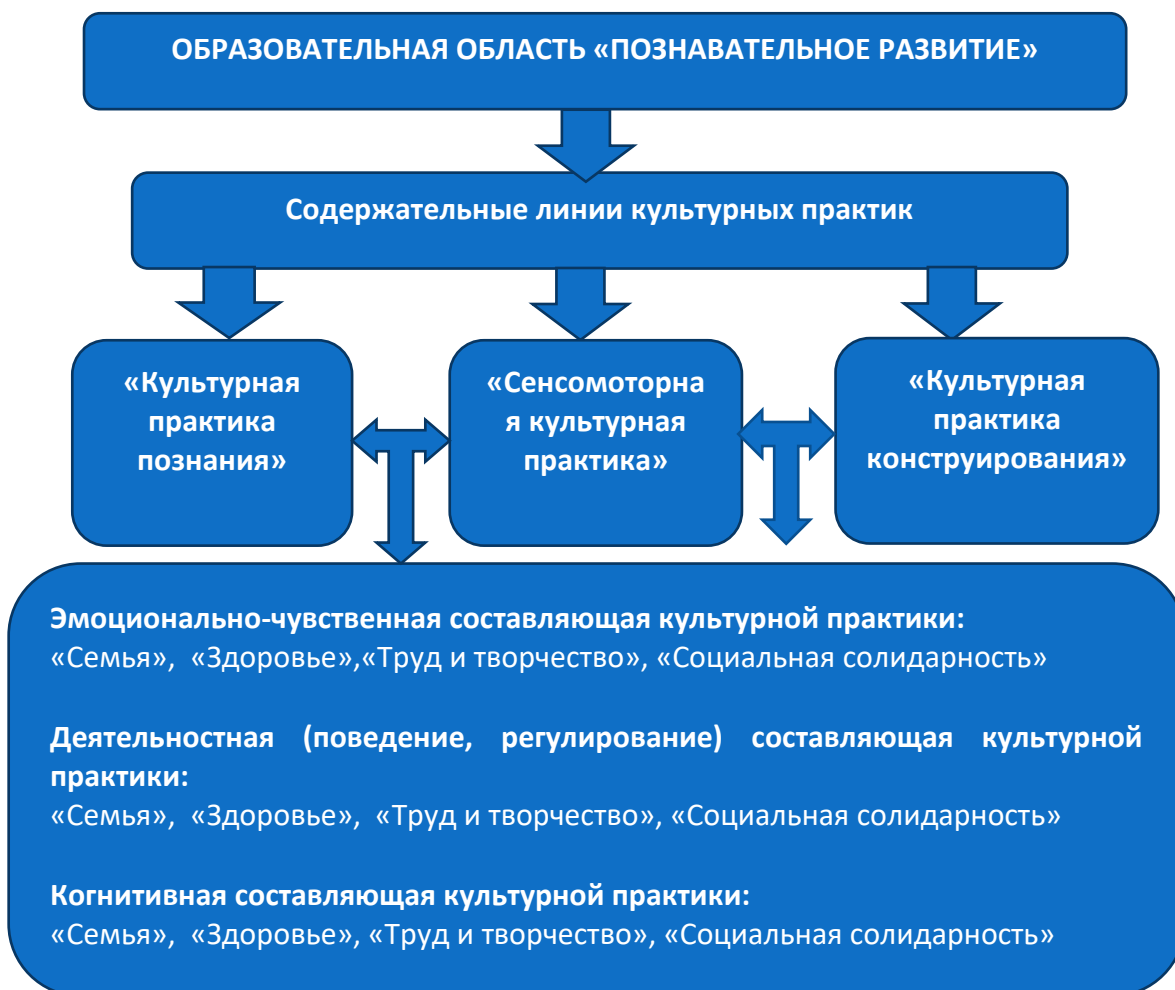 ОБРАЗОВАТЕЛЬНАЯ ОБЛАСТЬ «ПОЗНАВАТЕЛЬНОЕ РАЗВИТИЕ»
Содержательные линии культурных практик
«Культурная
практика
познания»
«Сенсомоторна
я культурная
практика»
«Культурная
практика
конструирования»
Эмоционально-чувственная составляющая культурной практики:
«Семья», «Здоровье»,«Труд и творчество», «Социальная солидарность»
Деятельностная (поведение, регулирование) составляющая культурной
практики:
«Семья», «Здоровье», «Труд и творчество», «Социальная солидарность»
Когнитивная составляющая культурной практики:
«Семья», «Здоровье», «Труд и творчество», «Социальная солидарность»